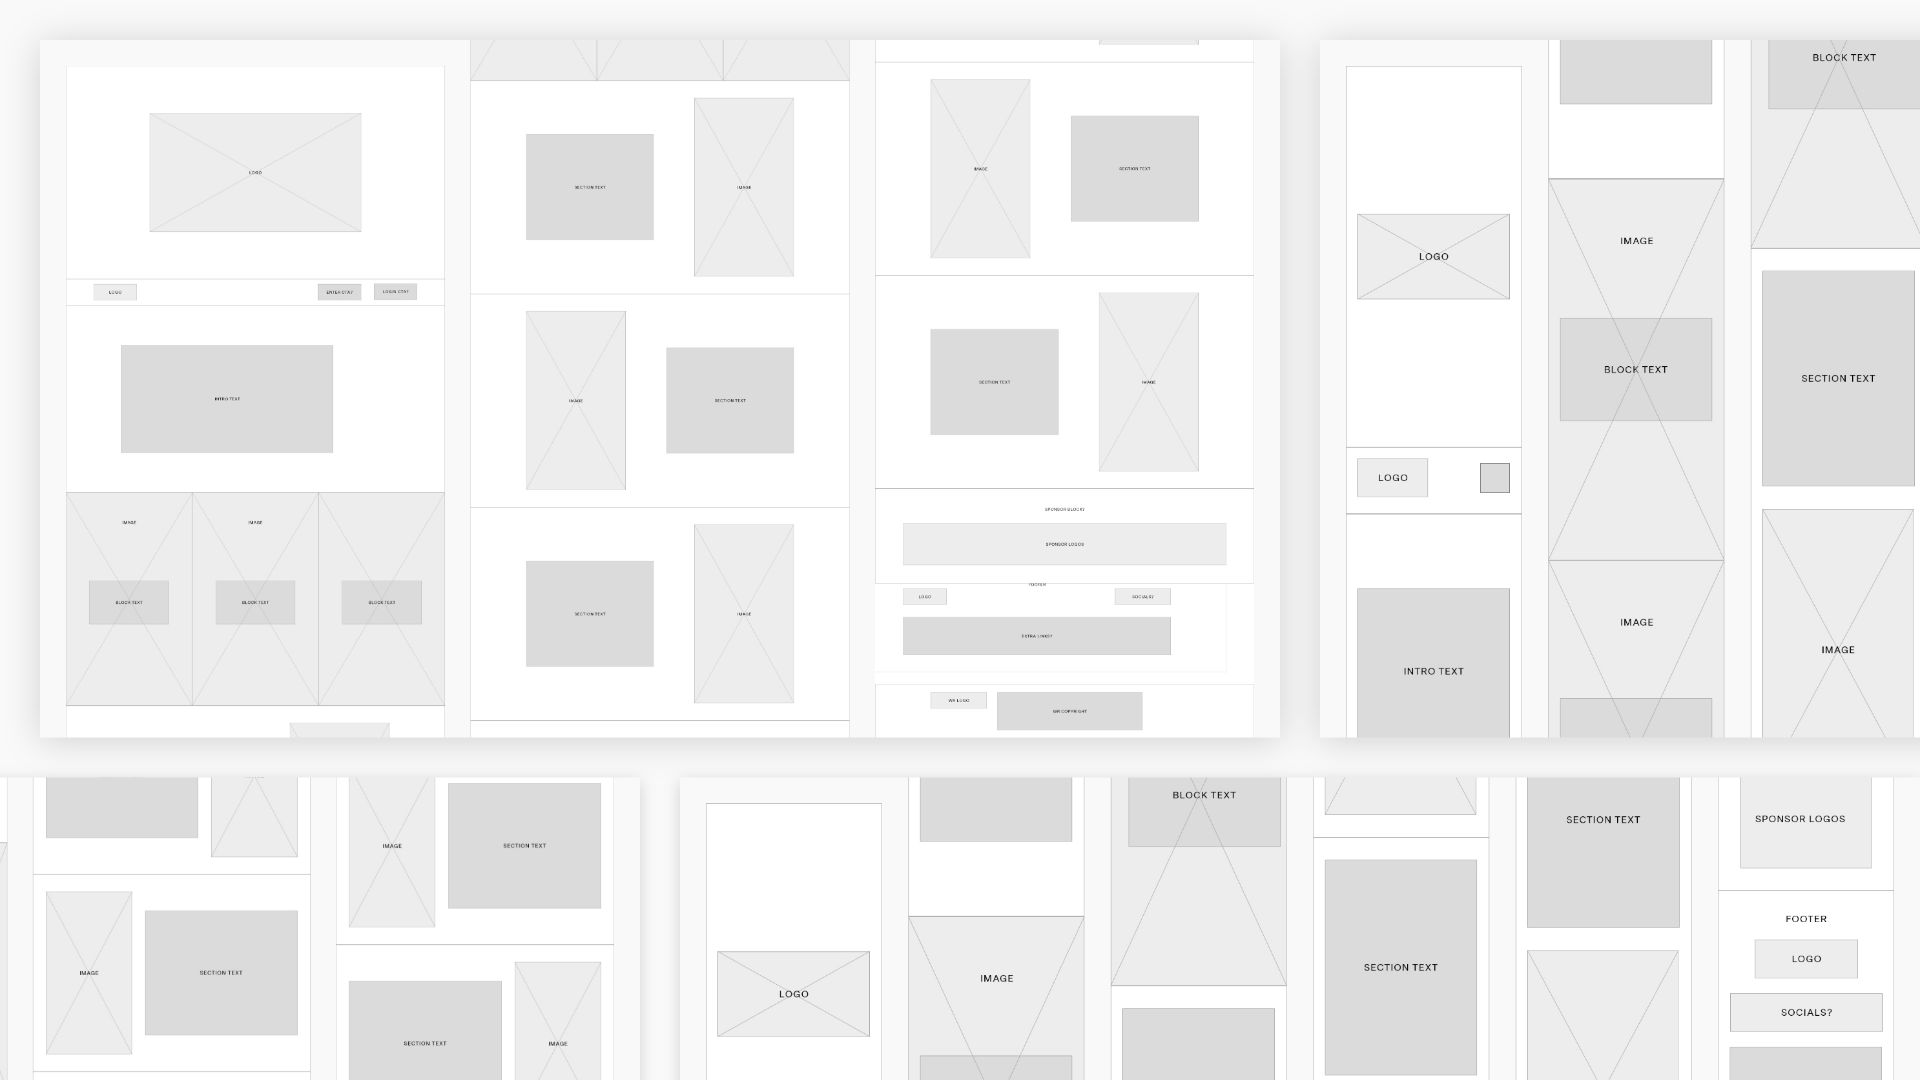 LOGO
LOGO
ENTER CTA?
LOGIN CTA?
INTRO TEXT
IMAGE
IMAGE
BLOCK TEXT
BLOCK TEXT
BLOCK TEXT
SECTION TEXT
IMAGE
IMAGE
SECTION TEXT
SECTION TEXT
IMAGE
IMAGE
SECTION TEXT
SECTION TEXT
IMAGE
SPONSOR BLOCK?
SPONSOR LOGOS
FOOTER
LOGO
SOCIALS?
EXTRA LINKS?
WR LOGO
WR COPYRIGHT
LOGO
LOGO
INTRO TEXT
IMAGE
BLOCK TEXT
IMAGE
BLOCK TEXT
SECTION TEXT
IMAGE
IMAGE
SECTION TEXT
IMAGE
SECTION TEXT
SECTION TEXT
IMAGE
LOGO
IMAGE
BLOCK TEXT
SECTION TEXT
SECTION TEXT
SPONSOR LOGOS
FOOTER
LOGO
SOCIALS?